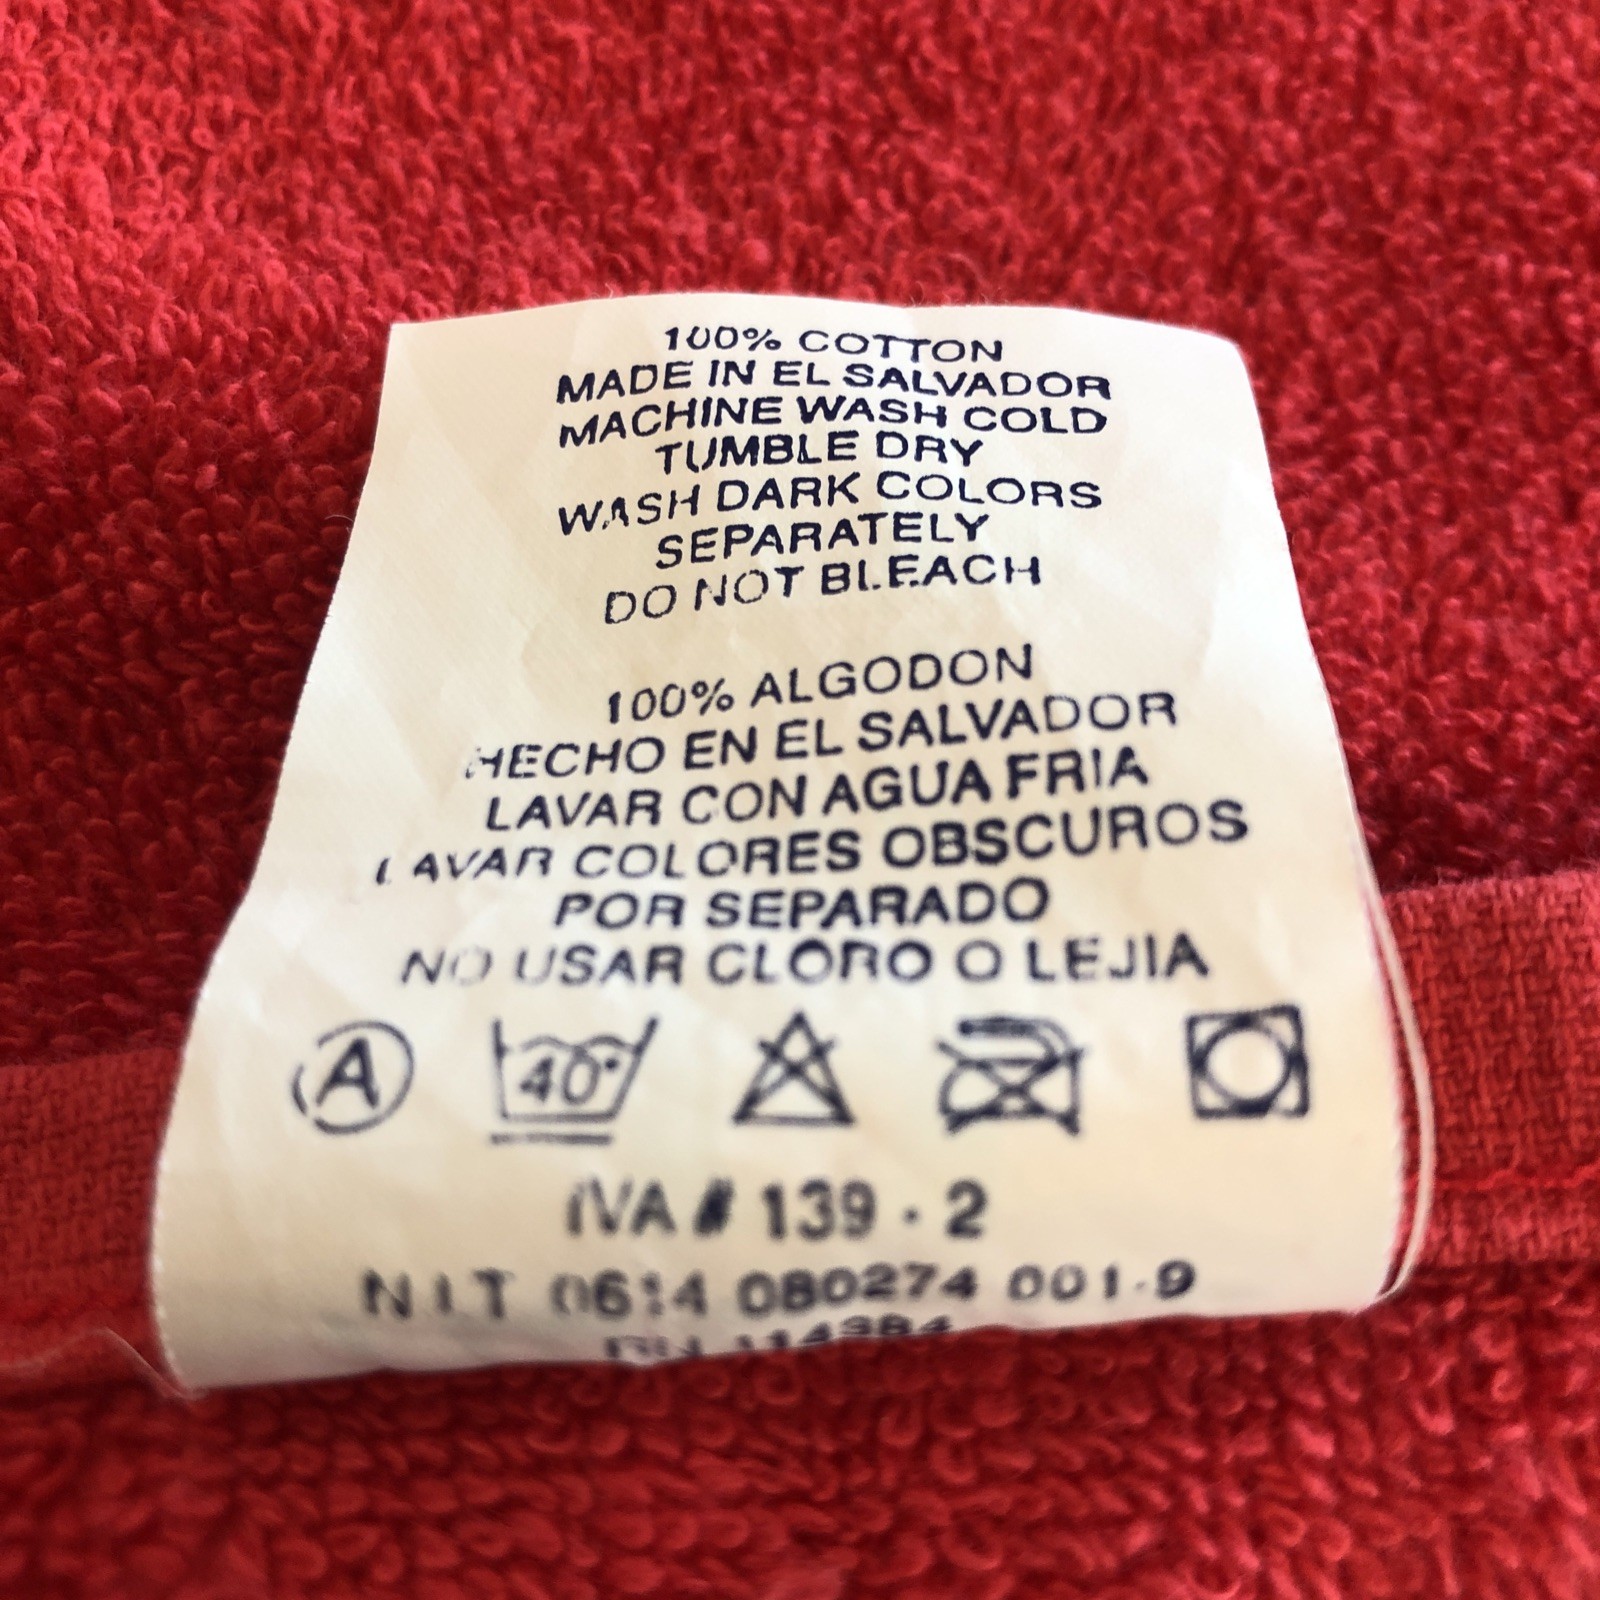 100% COTTON
MADE IN EL SALVADOR
MACHINE WASH COLD
TUMBLE DRY
WASH DARK COLORS
SEPARATELY
DO NOT BLEACH
100% ALGODON
HECHO EN EL SALVADOR
LAVAR CON AGUA FRIA
LAVAR COLORES OBSCUROS
POR SEPARADO
NO USAR CLORO O LEJIA
A 40°
IVA # 139 - 2
N.I.T 0614 080274 001-9